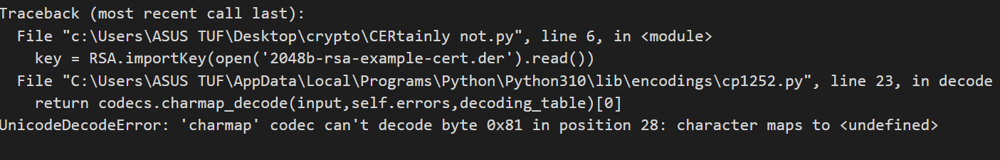 Traceback (most recent call last):
  File "c:\Users\ASUS TUF\Desktop\crypto\CERtainly not.py", line 6, in <module>
    key = RSA.importKey(open('2048b-rsa-example-cert.der').read())
  File "C:\Users\ASUS TUF\AppData\Local\Programs\Python\Python310\lib\encodings\cp1252.py", line 23, in decode
    return codecs.charmap_decode(input,self.errors,decoding_table)[0]
UnicodeDecodeError: 'charmap' codec can't decode byte 0x81 in position 28: character maps to <undefined>